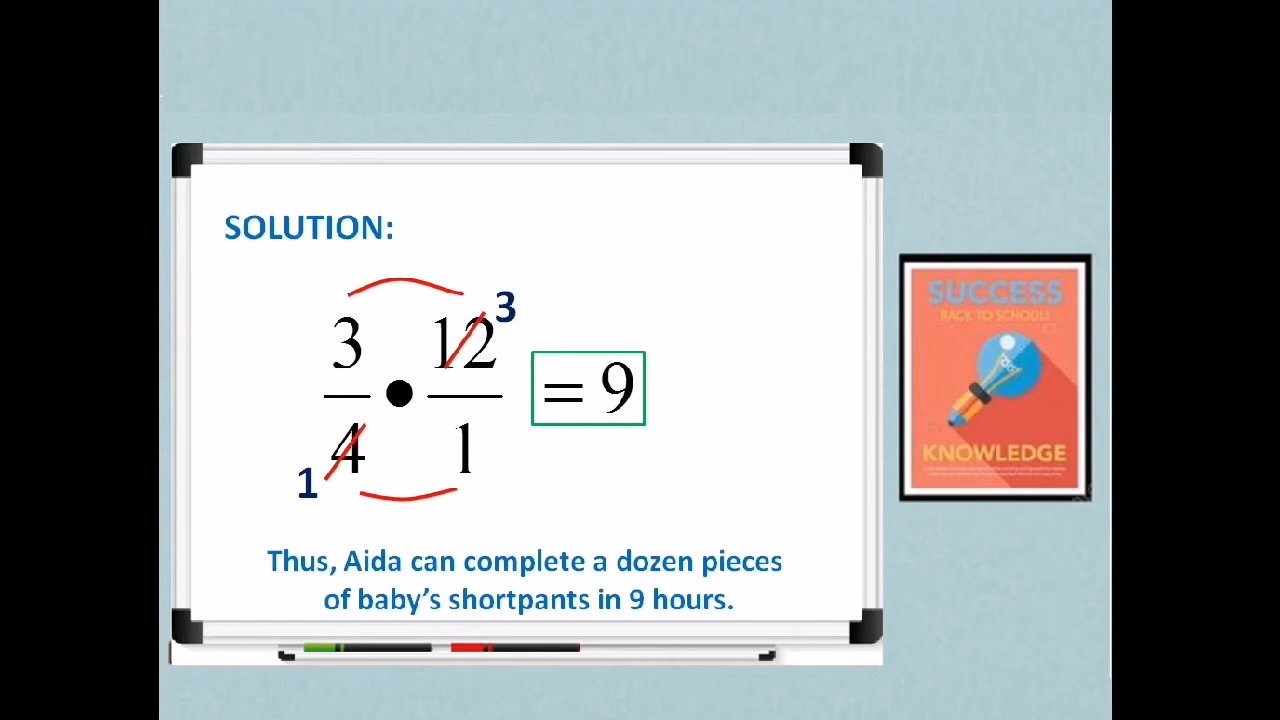 SOLUTION:
3/4 • 12/1 = 9
3
1
Thus, Aida can complete a dozen pieces
of baby's shortpants in 9 hours.
SUCCESS
BACK TO SCHOOL!
KNOWLEDGE